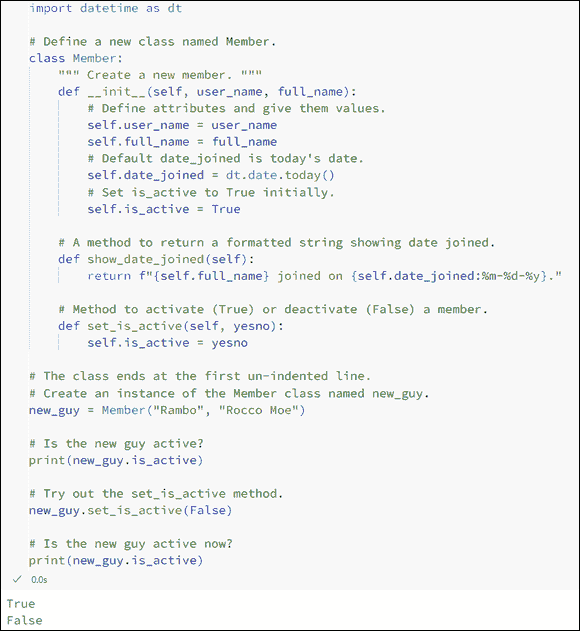 import datetime as dt
# Define a new class named Member.
class Member:
    """ Create a new member. """
    def __init__(self, user_name, full_name):
        # Define attributes and give them values.
        self.user_name = user_name
        self.full_name = full_name
        # Default date_joined is today's date.
        self.date_joined = dt.date.today()
        # Set is_active to True initially.
        self.is_active = True
    # A method to return a formatted string showing date joined.
    def show_date_joined(self):
        return f"{self.full_name} joined on {self.date_joined:%m-%d-%y}."
    # Method to activate (True) or deactivate (False) a member.
    def set_is_active(self, yesno):
        self.is_active = yesno
# The class ends at the first un-indented line.
# Create an instance of the Member class named new_guy.
new_guy = Member("Rambo", "Rocco Moe")
# Is the new guy active?
print(new_guy.is_active)
# Try out the set_is_active method.
new_guy.set_is_active(False)
# Is the new guy active now?
print(new_guy.is_active)
✓ 0.0s
True
False